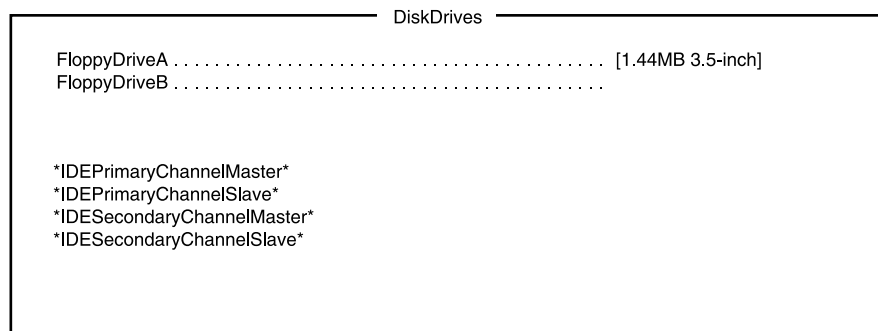 DiskDrives
FloppyDriveA . . . . . . . . . . . . . . . . . . . . . . . . . . . . . . . . . . . . . . . . . . [1.44MB 3.5-inch]
FloppyDriveB . . . . . . . . . . . . . . . . . . . . . . . . . . . . . . . . . . . . . . . . . .
*IDEPrimaryChannelMaster*
*IDEPrimaryChannelSlave*
*IDESecondaryChannelMaster*
*IDESecondaryChannelSlave*